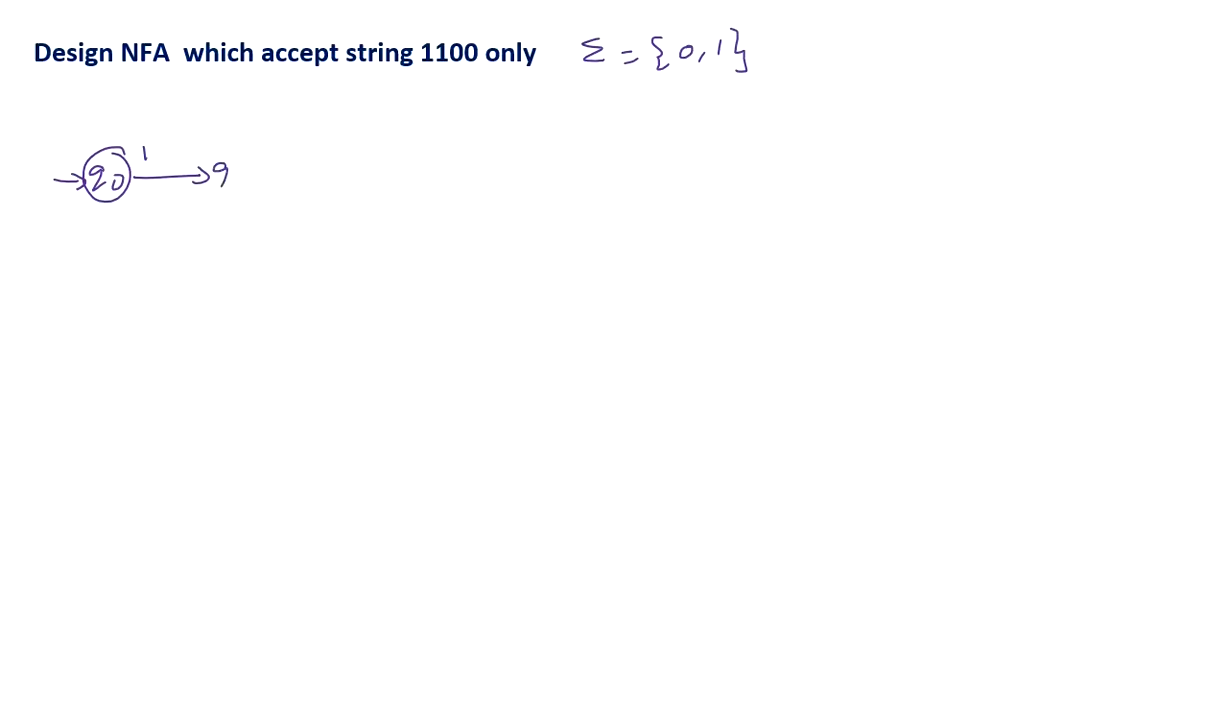 Design NFA which accept string 1100 only Σ = {0,1}
1
→q0→q